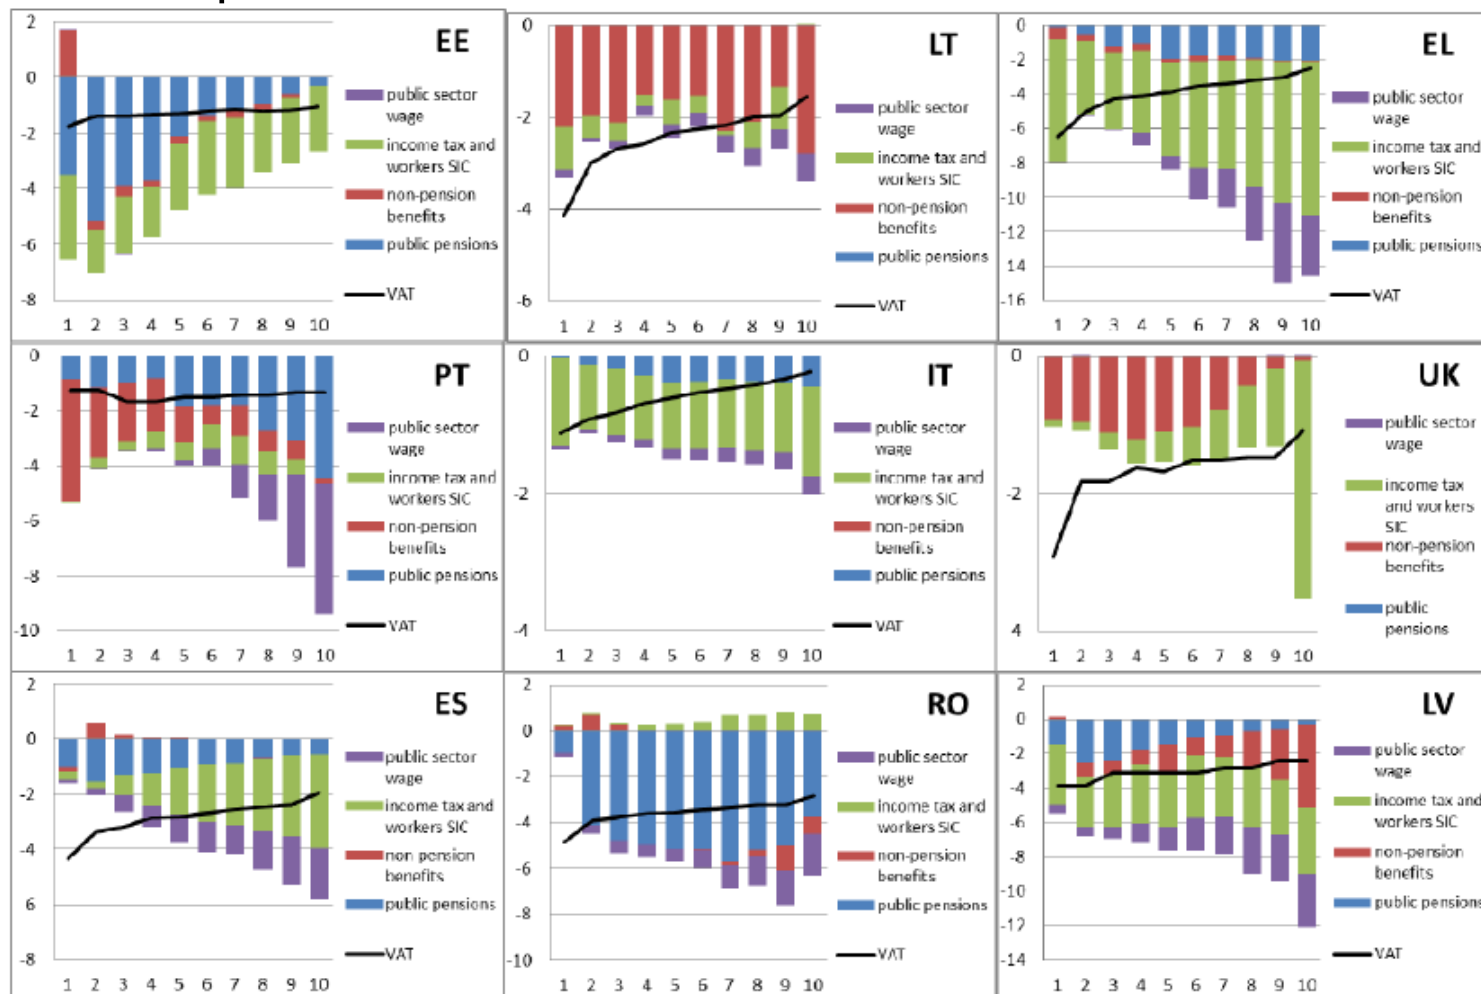 EE
2
0
-2
-4
-6
-8
1 2 3 4 5 6 7 8 9 10
public sector
wage
income tax and
workers SIC
non-pension
benefits
public pensions
VAT
LT
0
-2
-4
-6
1 2 3 4 5 6 7 8 9 10
public sector
wage
income tax and
workers SIC
non-pension
benefits
public pensions
VAT
EL
0
-2
-4
-6
-8
-10
-12
-14
-16
1 2 3 4 5 6 7 8 9 10
public sector
wage
income tax and
workers SIC
non-pension
benefits
public pensions
VAT
PT
0
-2
-4
-6
-8
-10
1 2 3 4 5 6 7 8 9 10
public sector
wage
income tax and
workers SIC
non-pension
benefits
public pensions
VAT
IT
0
-2
-4
1 2 3 4 5 6 7 8 9 10
public sector
wage
income tax and
workers SIC
non-pension
benefits
public pensions
VAT
UK
0
-2
4
1 2 3 4 5 6 7 8 9 10
public sector
wage
income tax
and workers
SIC
non-pension
benefits
public
pensions
ES
2
0
-2
-4
6
-8
1 2 3 4 5 6 7 8 9 10
public sector
wage
income tax and
workers SIC
non pension
benefits
public pensions
VAT
RO
2
0
-2
-4
-6
-8
-10
1 2 3 4 5 6 7 8 9 10
public sector
wage
income tax and
workers SIC
non-pension
benefits
public pensions
VAT
LV
2
0
-2
-4
-6
-8
-10
-12
-14
1 2 3 4 5 6 7 8 9 10
public sector
wage
income tax and
workers SIC
non-pension
benefits
public pensions
VAT